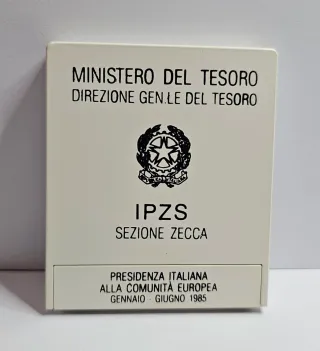 MINISTERO DEL TESORO
DIREZIONE GEN.LE DEL TESORO
IPZS
SEZIONE ZECCA
PRESIDENZA ITALIANA
ALLA COMUNITÀ EUROPEA
GENNAIO - GIUGNO 1985